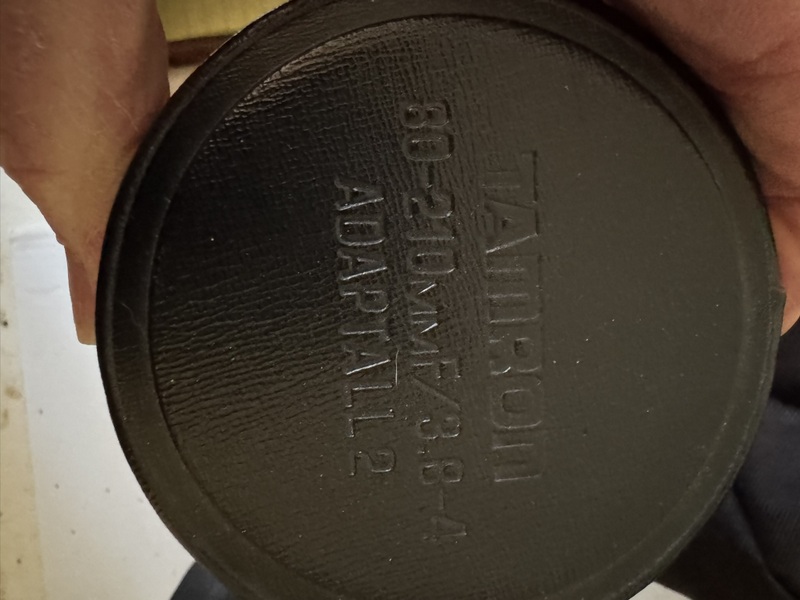 TAMRON
80-210MM F/3.8-4
ADAPTALL 2